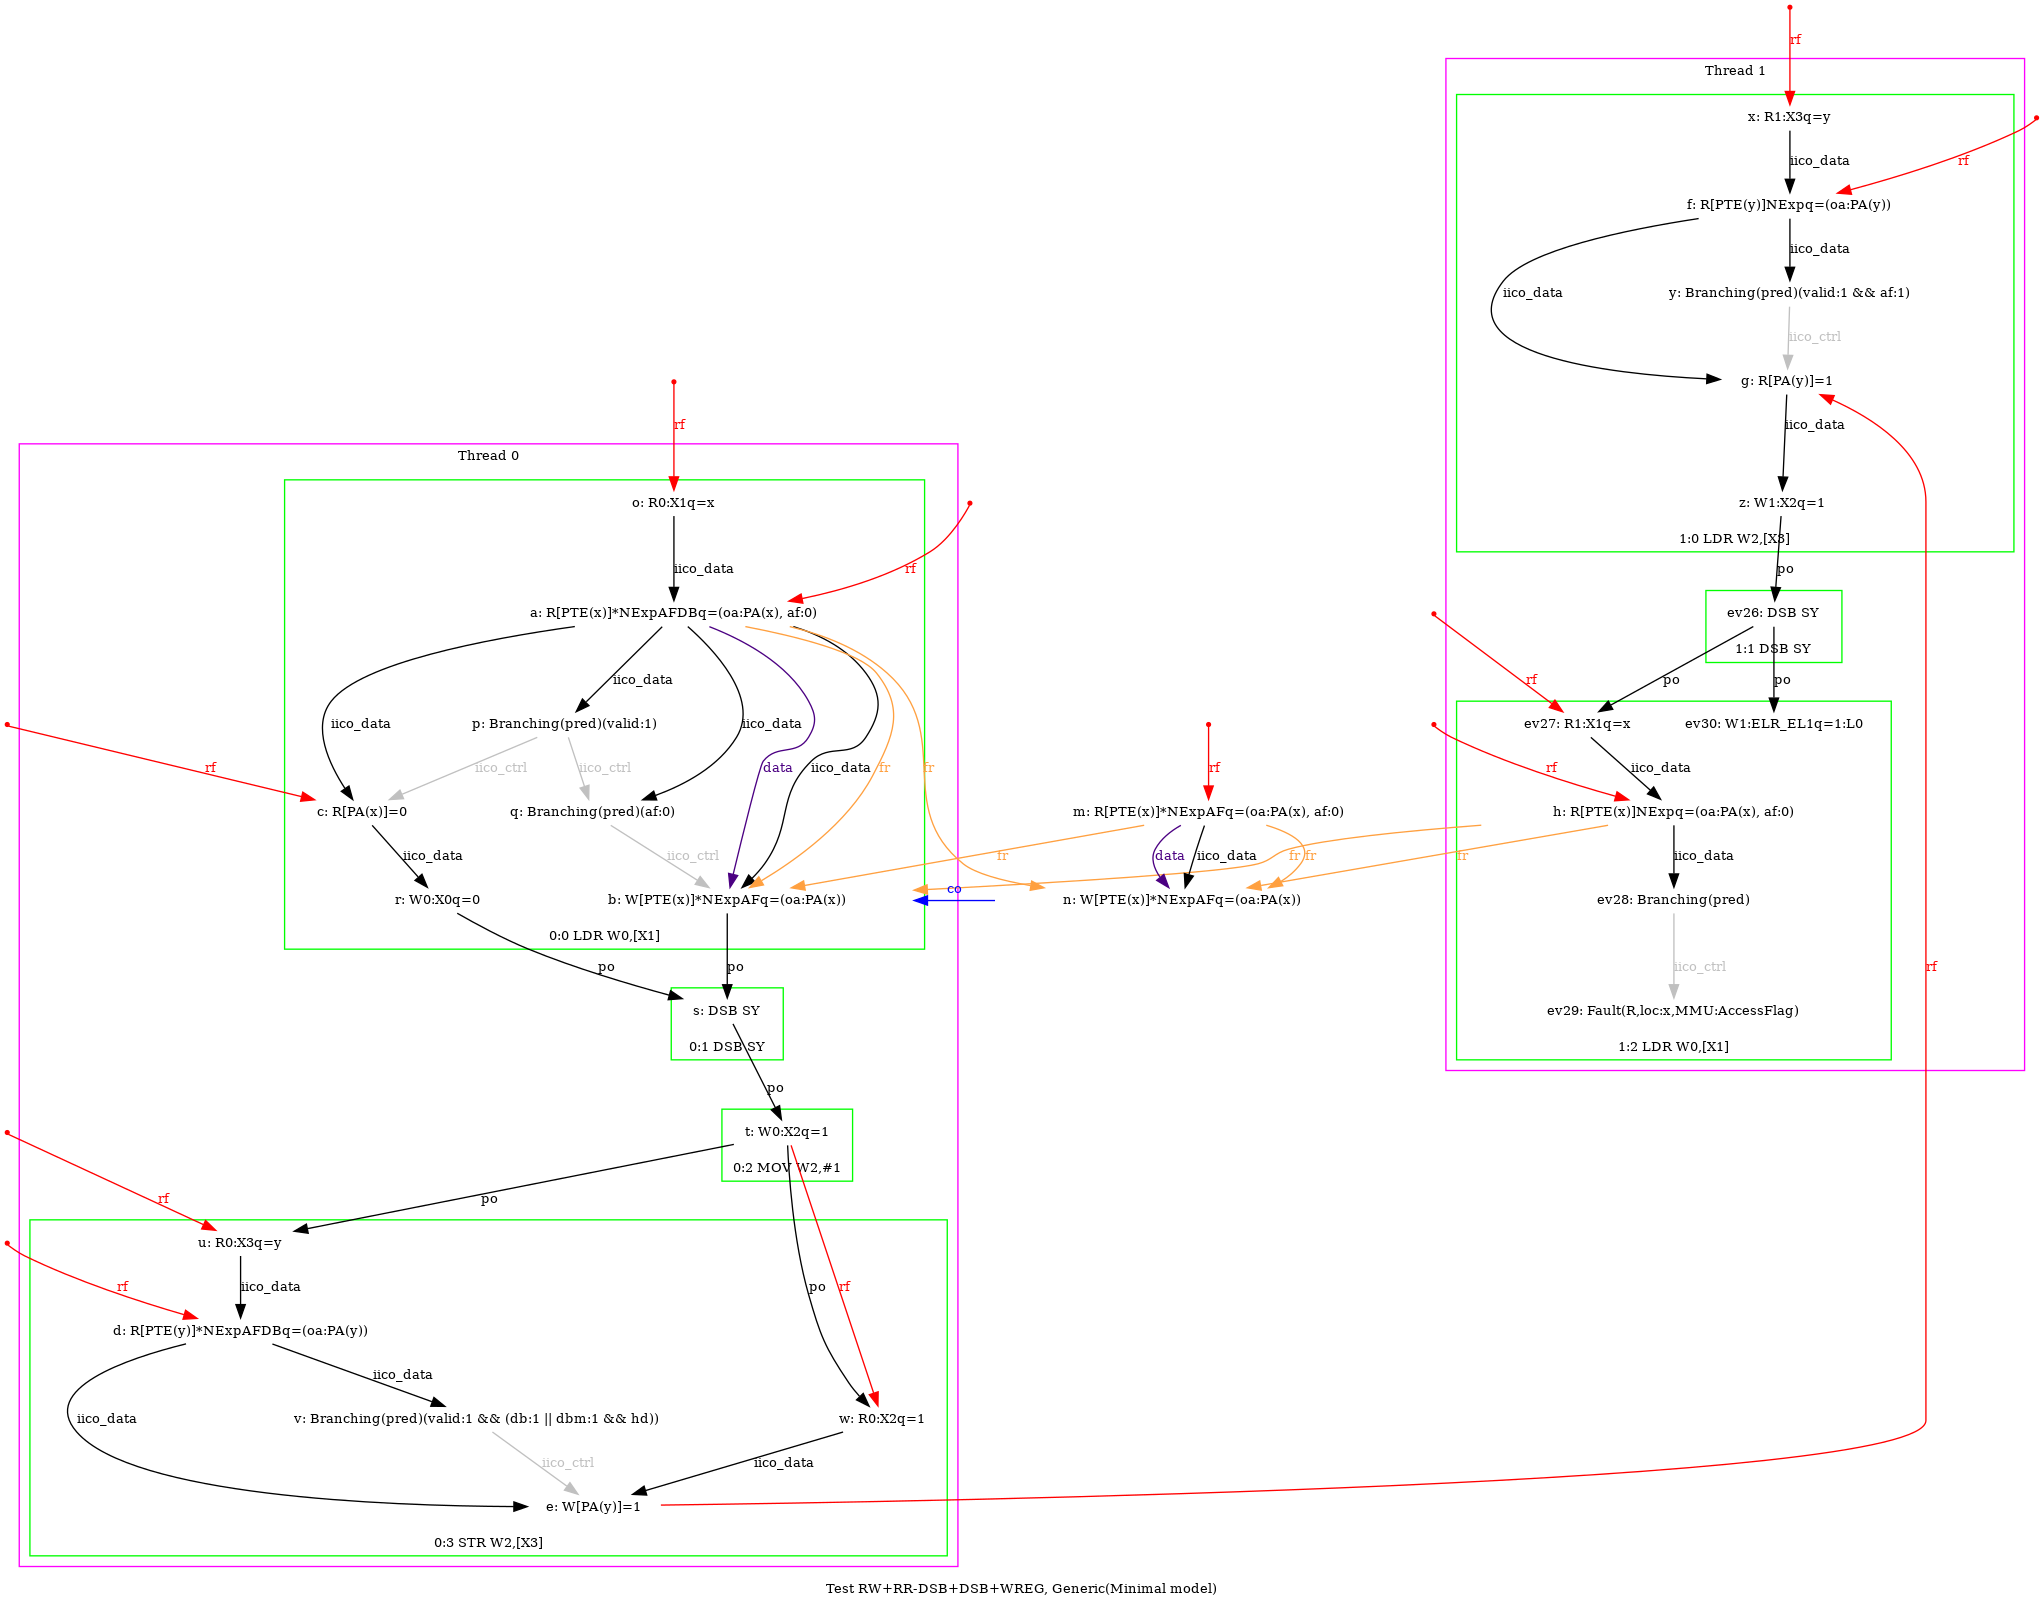 rf
Thread 1
x: R1:X3q=y
iico_data
rf
f: R[PTE(y)]NExpq=(oa:PA(y))
iico_data
iico_data
y: Branching(pred)(valid:1 && af:1)
iico_ctrl
g: R[PA(y)]=1
iico_data
z: W1:X2q=1
1:0 LDR W2,[X3]
po
ev26: DSB SY
1:1 DSB SY
rf
po
po
ev27: R1:X1q=x
ev30: W1:ELR_EL1q=1:L0
rf
iico_data
h: R[PTE(x)]NExpq=(oa:PA(x), af:0)
fr
fr
iico_data
ev28: Branching(pred)
iico_ctrl
rf
ev29: Fault(R,loc:x,MMU:AccessFlag)
1:2 LDR W0,[X1]
rf
Thread 0
o: R0:X1q=x
iico_data
rf
a: R[PTE(x)]*NExpAFDBq=(oa:PA(x), af:0)
iico_data
iico_data
iico_data
p: Branching(pred)(valid:1)
rf
iico_ctrl
iico_ctrl
data
iico_data
fr
fr
rf
c: R[PA(x)]=0
q: Branching(pred)(af:0)
m: R[PTE(x)]*NExpAFq=(oa:PA(x), af:0)
iico_data
iico_ctrl
fr
data
iico_data
fr
r: W0:X0q=0
b: W[PTE(x)]*NExpAFq=(oa:PA(x))
co
n: W[PTE(x)]*NExpAFq=(oa:PA(x))
0:0 LDR W0,[X1]
po
po
s: DSB SY
0:1 DSB SY
po
t: W0:X2q=1
0:2 MOV W2,#1
rf
po
u: R0:X3q=y
rf
iico_data
po
rf
d: R[PTE(y)]*NExpAFDBq=(oa:PA(y))
iico_data
iico_data
v: Branching(pred)(valid:1 && (db:1 || dbm:1 && hd))
w: R0:X2q=1
iico_ctrl
iico_data
e: W[PA(y)]=1
0:3 STR W2,[X3]
Test RW+RR-DSB+DSB+WREG, Generic(Minimal model)